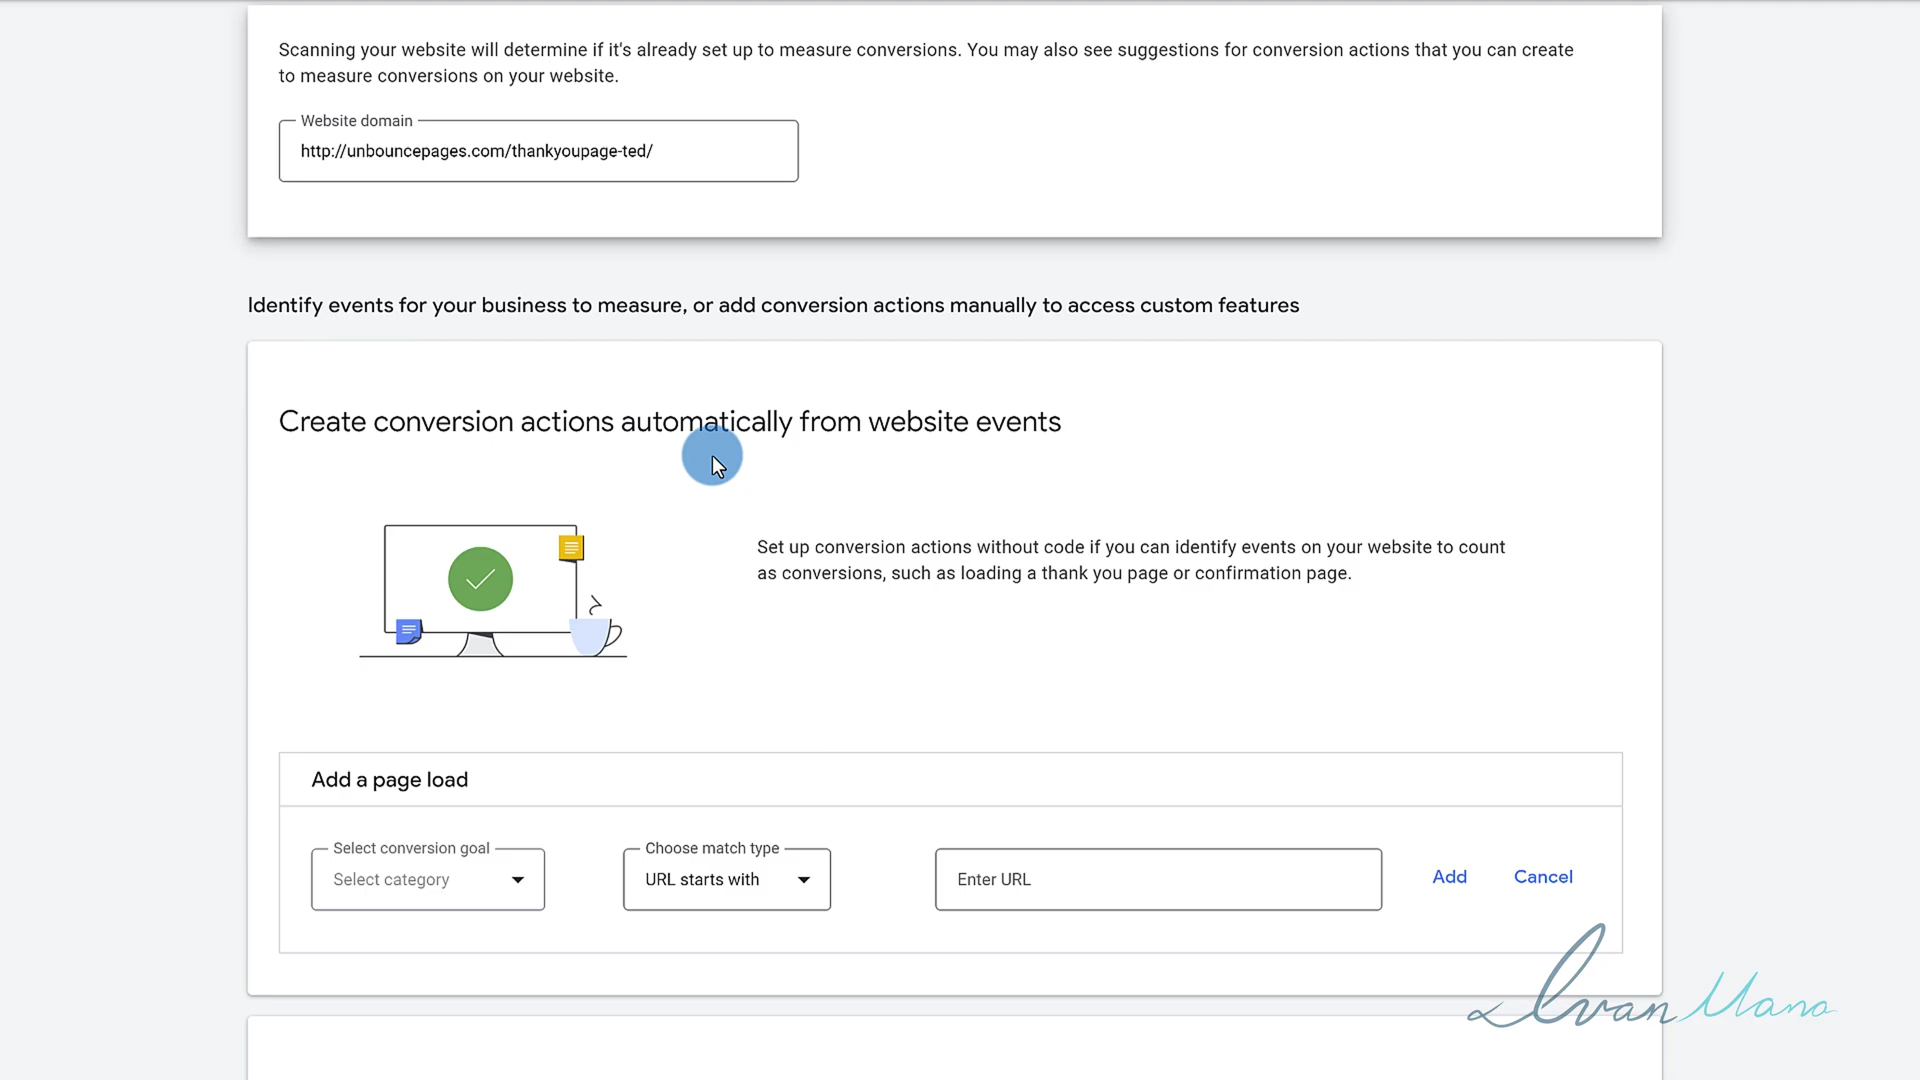 Scanning your website will determine if it's already set up to measure conversions. You may also see suggestions for conversion actions that you can create
to measure conversions on your website.
Website domain
http://unbouncepages.com/thankyoupage-ted/
Identify events for your business to measure, or add conversion actions manually to access custom features
Create conversion actions automatically from website events
Set up conversion actions without code if you can identify events on your website to count
as conversions, such as loading a thank you page or confirmation page.
Add a page load
Select conversion goal
Select category
Choose match type
URL starts with
Enter URL
Add
Cancel
Ivan Mana